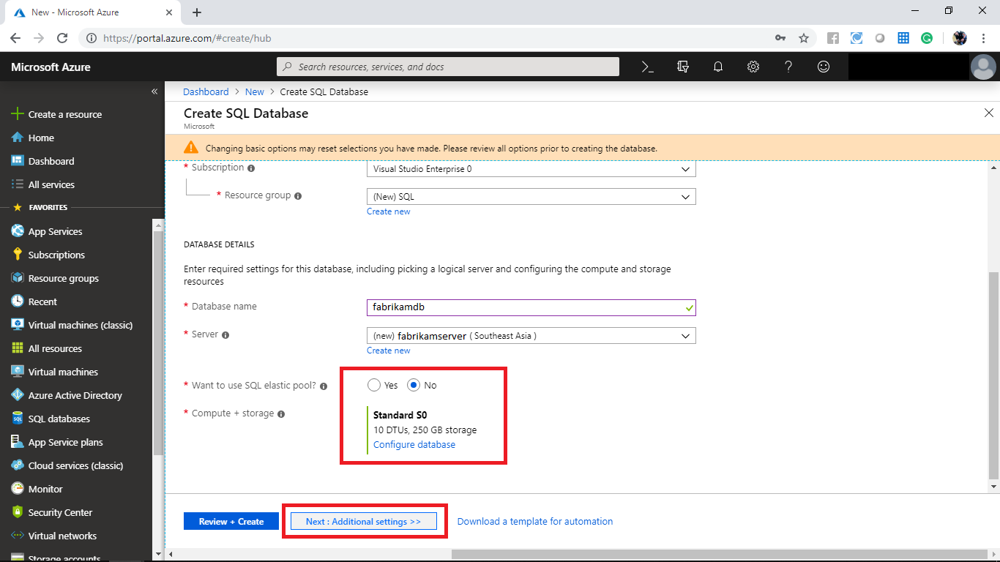 New - Microsoft Azure
https://portal.azure.com/#create/hub
Microsoft Azure
Search resources, services, and docs
Create a resource
Home
Dashboard
All services
FAVORITES
App Services
Subscriptions
Resource groups
Recent
Virtual machines (classic)
All resources
Virtual machines
Azure Active Directory
SQL databases
App Service plans
Cloud services (classic)
Monitor
Security Center
Virtual networks
Storage accounts
Dashboard > New > Create SQL Database
Create SQL Database
Microsoft
Changing basic options may reset selections you have made. Please review all options prior to creating the database.
* Subscription
Visual Studio Enterprise 0
* Resource group
(New) SQL
Create new
DATABASE DETAILS
Enter required settings for this database, including picking a logical server and configuring the compute and storage
resources
* Database name
fabrikamdb
* Server
(new) fabrikamserver ( Southeast Asia )
Create new
* Want to use SQL elastic pool?
Yes No
* Compute + storage
Standard S0
10 DTUs, 250 GB storage
Configure database
Review + Create
Next : Additional settings >>
Download a template for automation